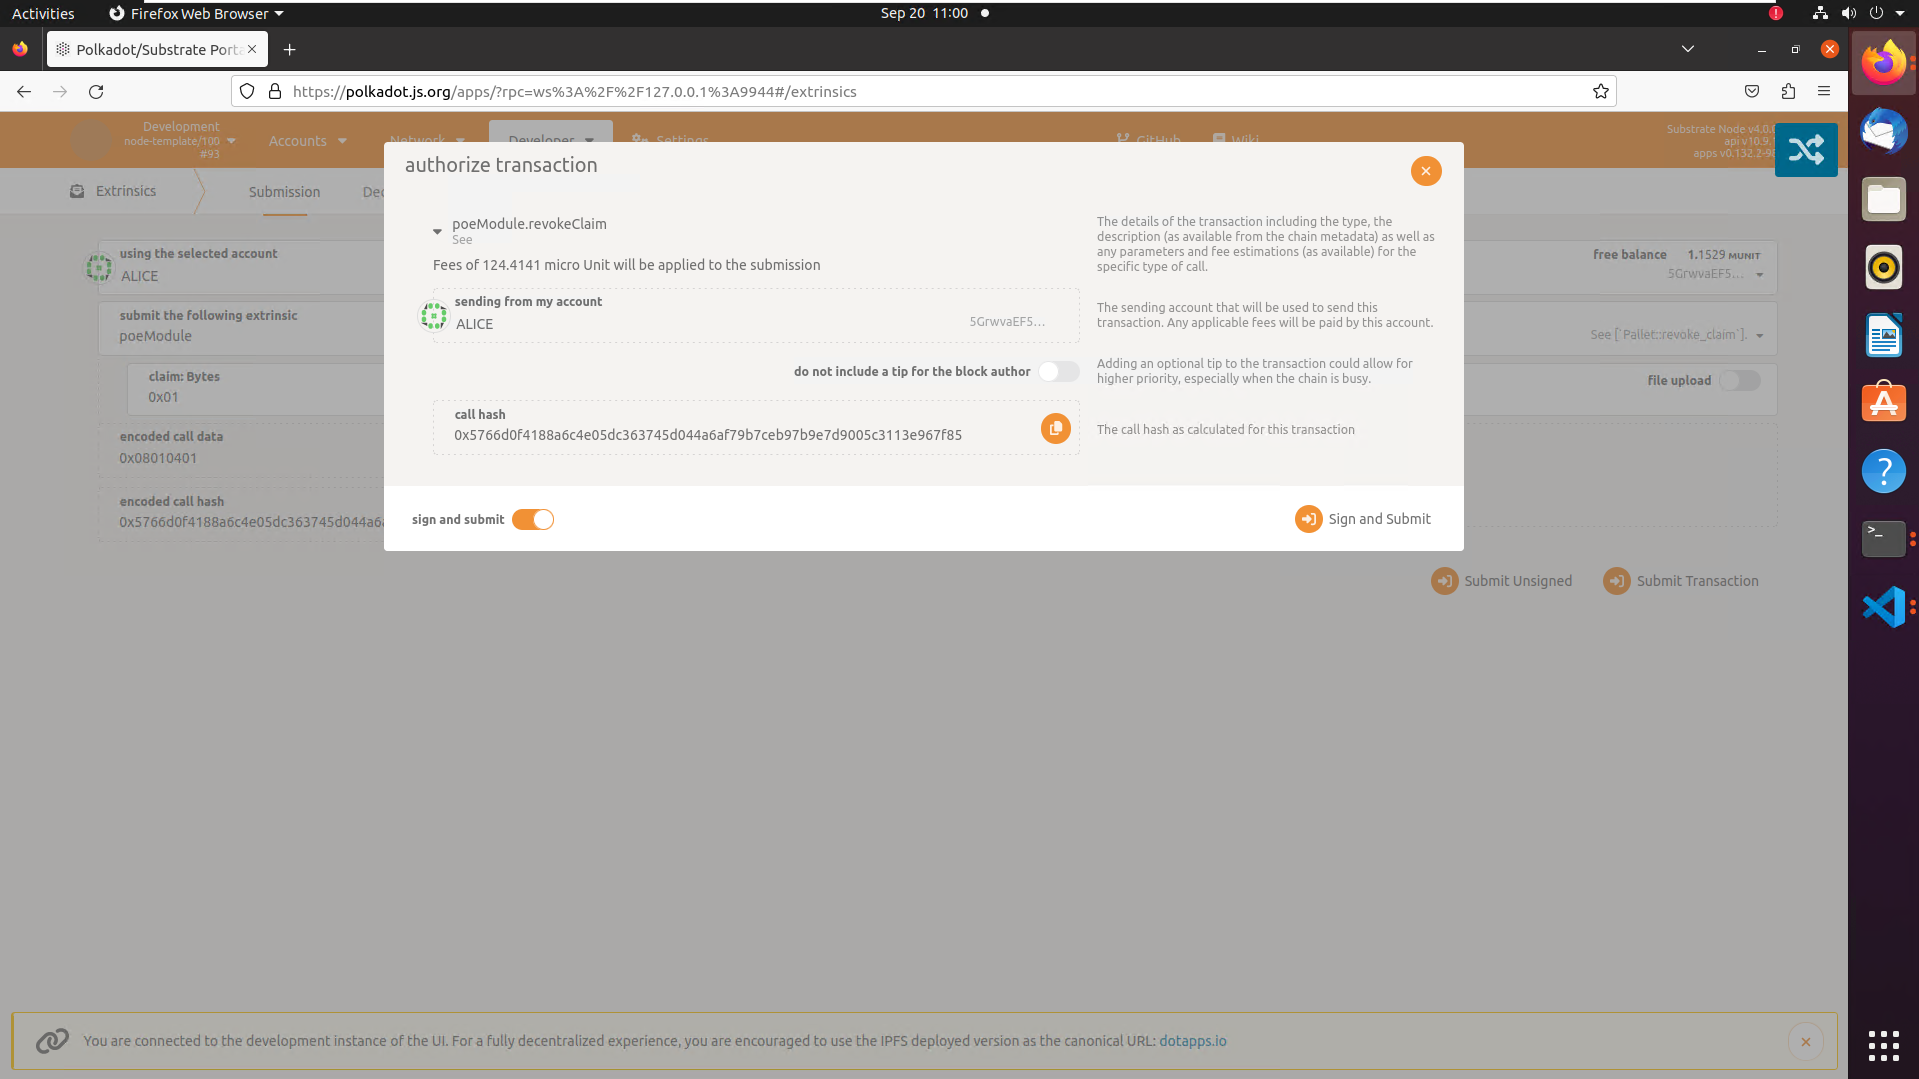 Activities
Firefox Web Browser
Sep 20 11:00
Polkadot/Substrate Porta
https://polkadot.js.org/apps/?rpc=ws%3A%2F%2F127.0.0.1%3A9944#/extrinsics
Development
node-template/100
#93
Accounts
Network
Developer
Settings
GitHub
Wiki
Substrate Node v4.0.0
api v10.9.1
apps v0.132.2-98
Extrinsics
Submission
Dec
authorize transaction
poeModule.revokeClaim
See
Fees of 124.4141 micro Unit will be applied to the submission
The details of the transaction including the type, the
description (as available from the chain metadata) as well as
any parameters and fee estimations (as available) for the
specific type of call.
sending from my account
ALICE
5GrwvaEF5...
The sending account that will be used to send this
transaction. Any applicable fees will be paid by this account.
do not include a tip for the block author
Adding an optional tip to the transaction could allow for
higher priority, especially when the chain is busy.
call hash
0x5766d0f4188a6c4e05dc363745d044a6af79b7ceb97b9e7d9005c3113e967f85
The call hash as calculated for this transaction
sign and submit
Sign and Submit
using the selected account
ALICE
free balance
1.1529 MUNIT
5GrwvaEF5...
submit the following extrinsic
poeModule
See [`Pallet::revoke_claim`].
claim: Bytes
0x01
file upload
encoded call data
0x08010401
encoded call hash
0x5766d0f4188a6c4e05dc363745d044a6a
Submit Unsigned
Submit Transaction
You are connected to the development instance of the UI. For a fully decentralized experience, you are encouraged to use the IPFS deployed version as the canonical URL: dotapps.io